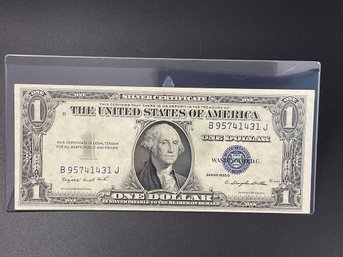 SILVER CERTIFICATE
THIS CERTIFIES THAT THERE IS ON DEPOSIT IN THE TREASURY OF
THE UNITED STATES OF AMERICA
B 95741431 J
ONE DOLLAR
THIS CERTIFICATE IS LEGAL TENDER
FOR ALL DEBTS, PUBLIC AND PRIVATE
WASHINGTON, D.C.
B 95741431 J
SERIES 1935 D
ONE DOLLAR
IN SILVER PAYABLE TO THE BEARER ON DEMAND
1
1
1
1